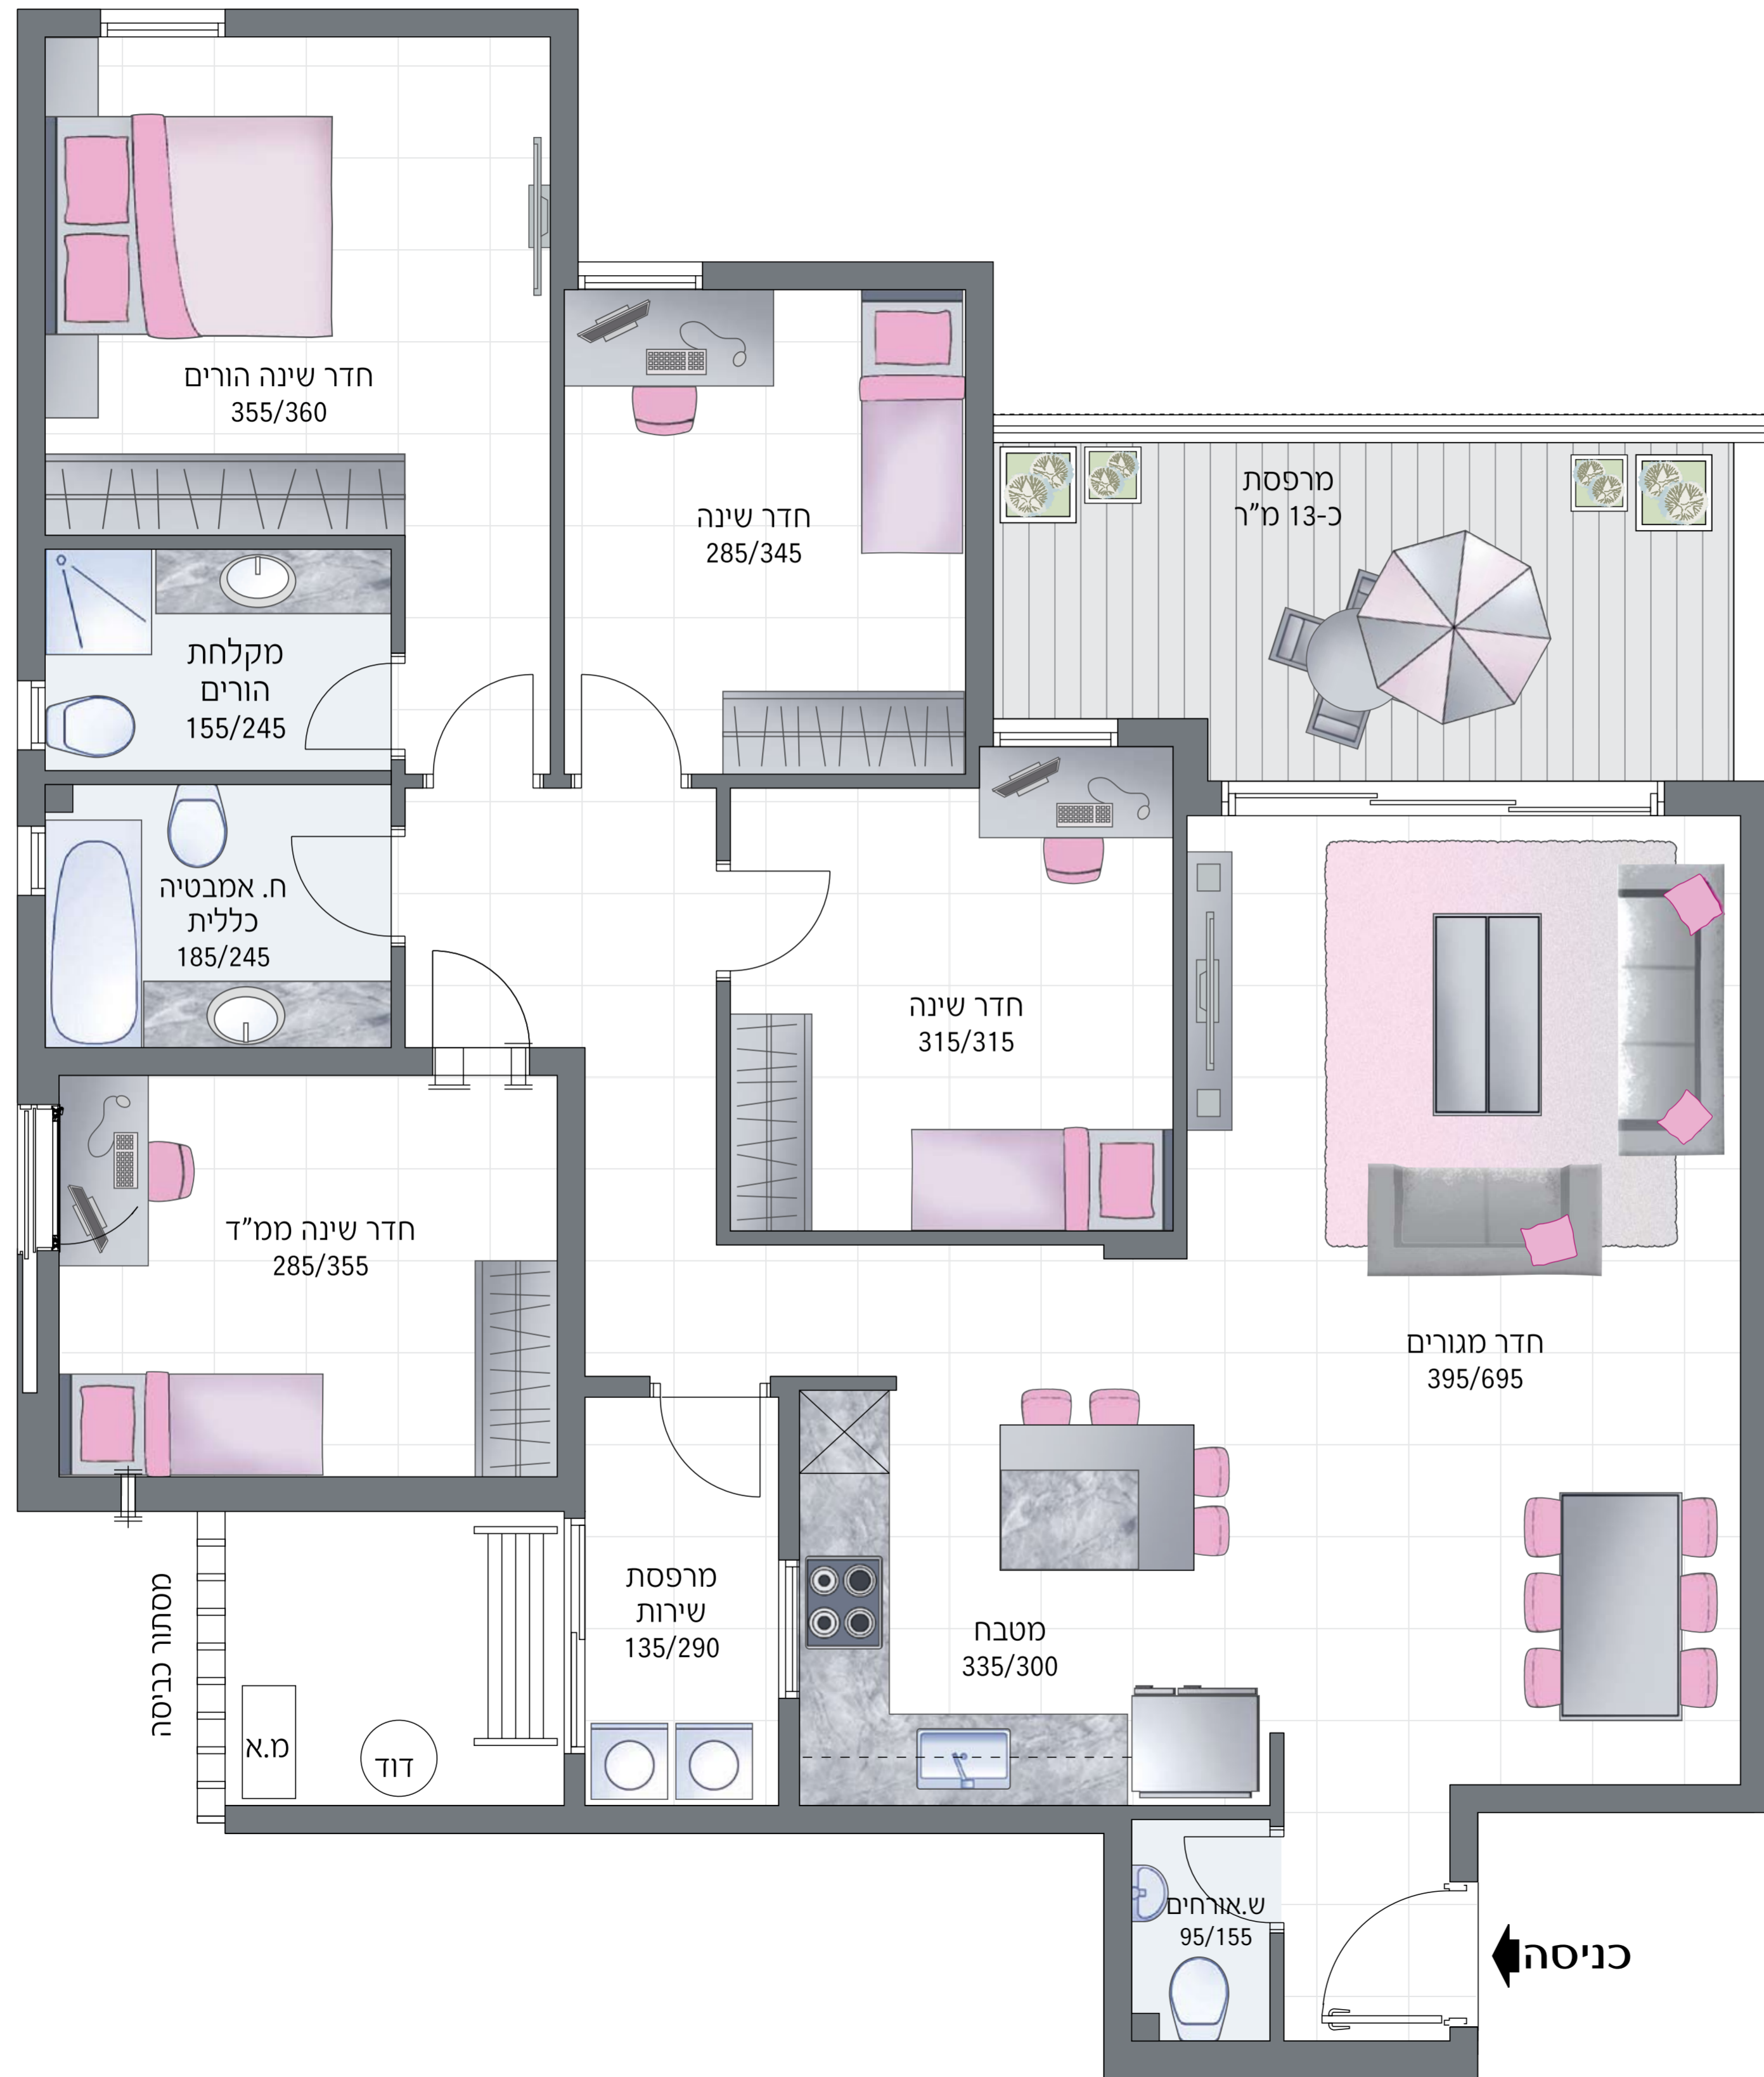 חדר שינה הורים
355/360
חדר שינה
285/345
מרפסת
כ-13 מ"ר
מקלחת
הורים
155/245
ח. אמבטיה
כללית
185/245
חדר שינה
315/315
חדר שינה ממ"ד
285/355
חדר מגורים
395/695
מרפסת
שירות
135/290
מטבח
335/300
מסתור כביסה
מ.א
דוד
ש.אורחים
95/155
כניסה